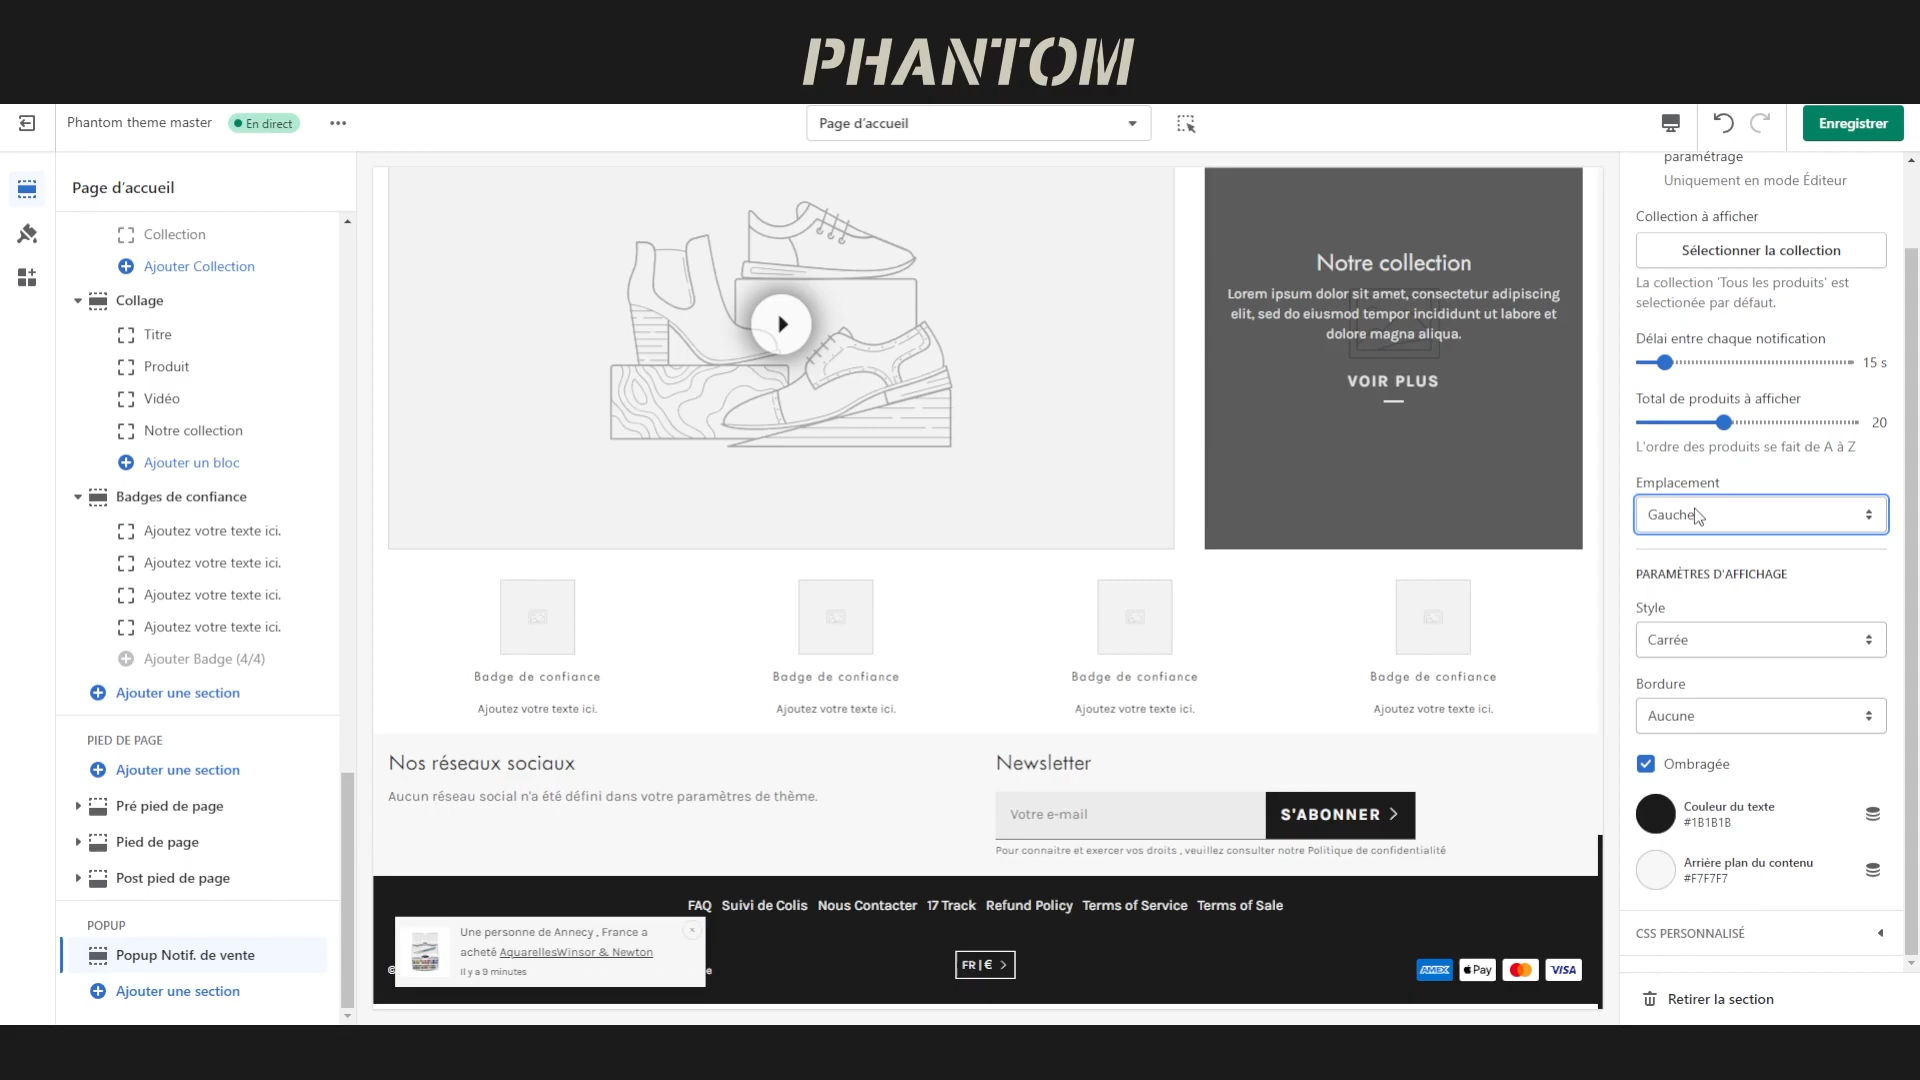 PHANTOM
Phantom theme master
En direct
Page d'accueil
Enregistrer
Page d'accueil
Collection
Ajouter Collection
Collage
Titre
Produit
Vidéo
Notre collection
Ajouter un bloc
Badges de confiance
Ajoutez votre texte ici.
Ajoutez votre texte ici.
Ajoutez votre texte ici.
Ajoutez votre texte ici.
Ajouter Badge (4/4)
Ajouter une section
PIED DE PAGE
Ajouter une section
Pré pied de page
Pied de page
Post pied de page
POPUP
Popup Notif. de vente
Ajouter une section
Notre collection
Lorem ipsum dolor sit amet, consectetur adipiscing
elit, sed do eiusmod tempor incididunt ut labore et
dolore magna aliqua.
VOIR PLUS
Badge de confiance
Ajoutez votre texte ici.
Badge de confiance
Ajoutez votre texte ici.
Badge de confiance
Ajoutez votre texte ici.
Badge de confiance
Ajoutez votre texte ici.
Nos réseaux sociaux
Aucun réseau social n'a été défini dans votre paramètres de thème.
Newsletter
Votre e-mail
S'ABONNER
Pour connaitre et exercer vos droits , veuillez consulter notre Politique de confidentialité
FAQ Suivi de Colis Nous Contacter 17 Track Refund Policy Terms of Service Terms of Sale
Une personne de Annecy , France a
acheté AquarellesWinsor & Newton
Il y a 9 minutes
©
e
FR | €
AMEX
Pay
VISA
paramétrage
Uniquement en mode Éditeur
Collection à afficher
Sélectionner la collection
La collection 'Tous les produits' est
selectionée par défaut.
Délai entre chaque notification
15 s
Total de produits à afficher
20
L'ordre des produits se fait de A à Z
Emplacement
Gauche
PARAMÈTRES D'AFFICHAGE
Style
Carrée
Bordure
Aucune
Ombragée
Couleur du texte
#1B1B1B
Arrière plan du contenu
#F7F7F7
CSS PERSONNALISÉ
Retirer la section